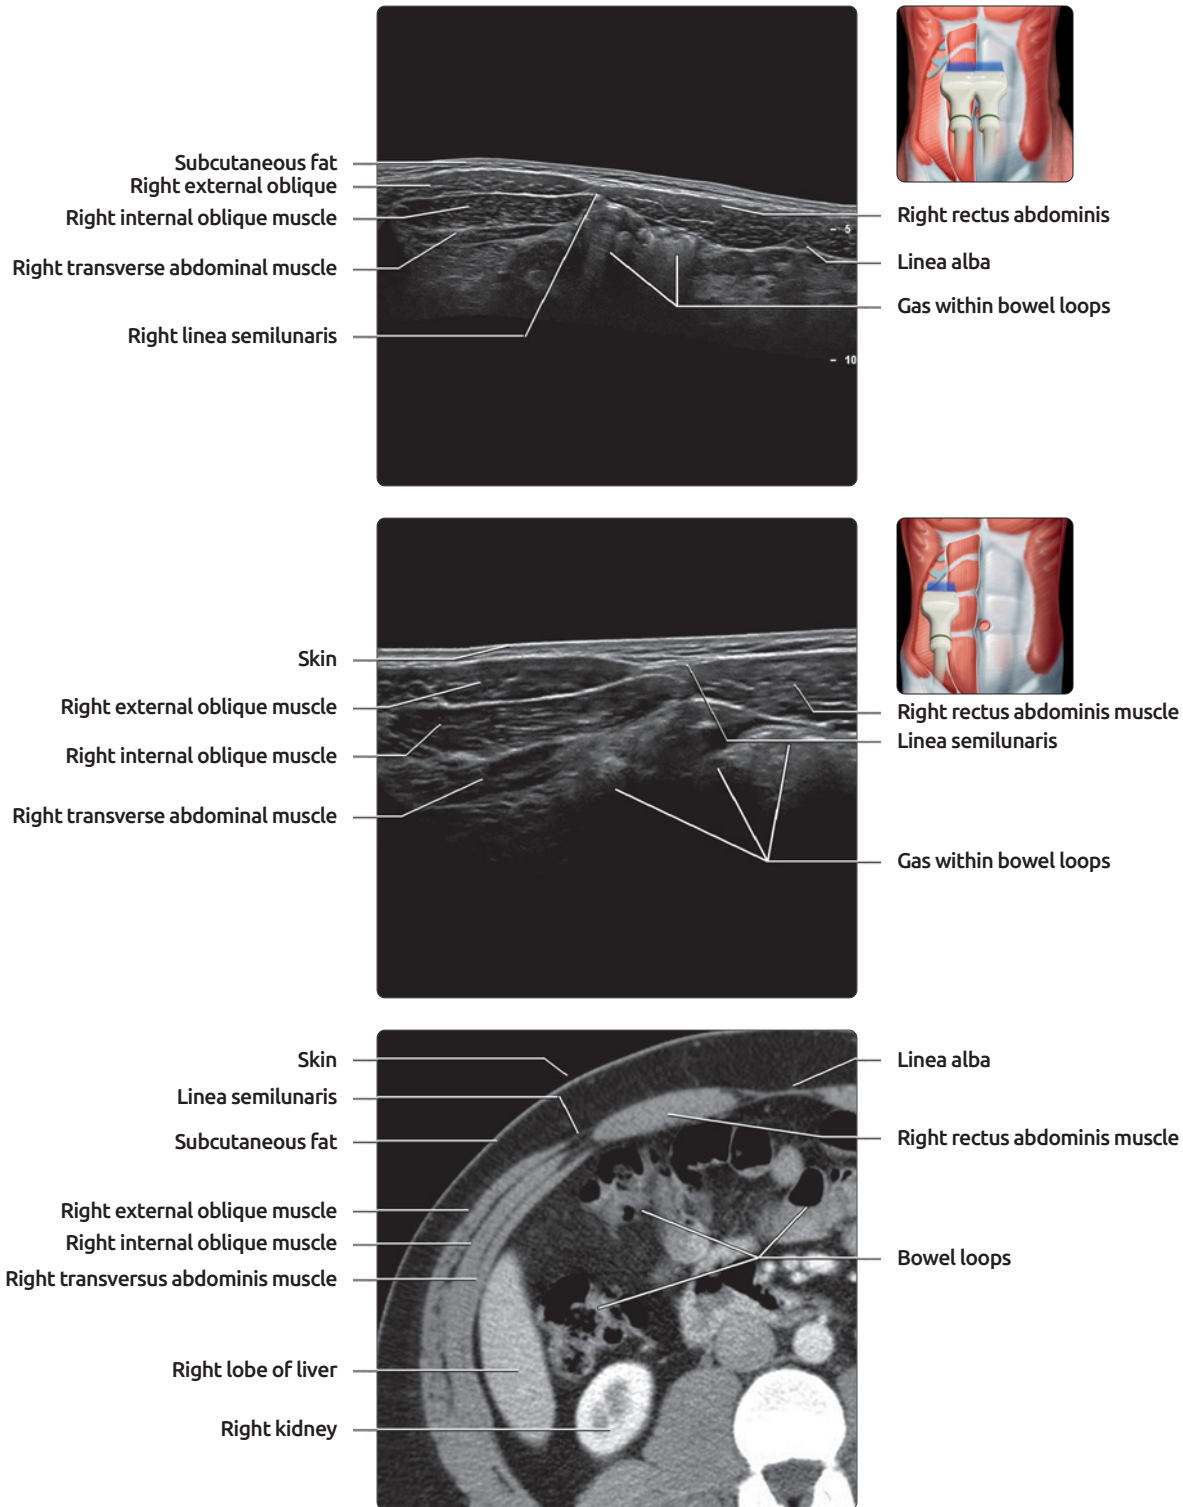 Subcutaneous fat
Right external oblique
Right internal oblique muscle
Right transverse abdominal muscle
Right linea semilunaris
Right rectus abdominis
Linea alba
Gas within bowel loops
5
10
Skin
Right external oblique muscle
Right internal oblique muscle
Right transverse abdominal muscle
Right rectus abdominis muscle
Linea semilunaris
Gas within bowel loops
Skin
Linea semilunaris
Subcutaneous fat
Right external oblique muscle
Right internal oblique muscle
Right transversus abdominis muscle
Right lobe of liver
Right kidney
Linea alba
Right rectus abdominis muscle
Bowel loops